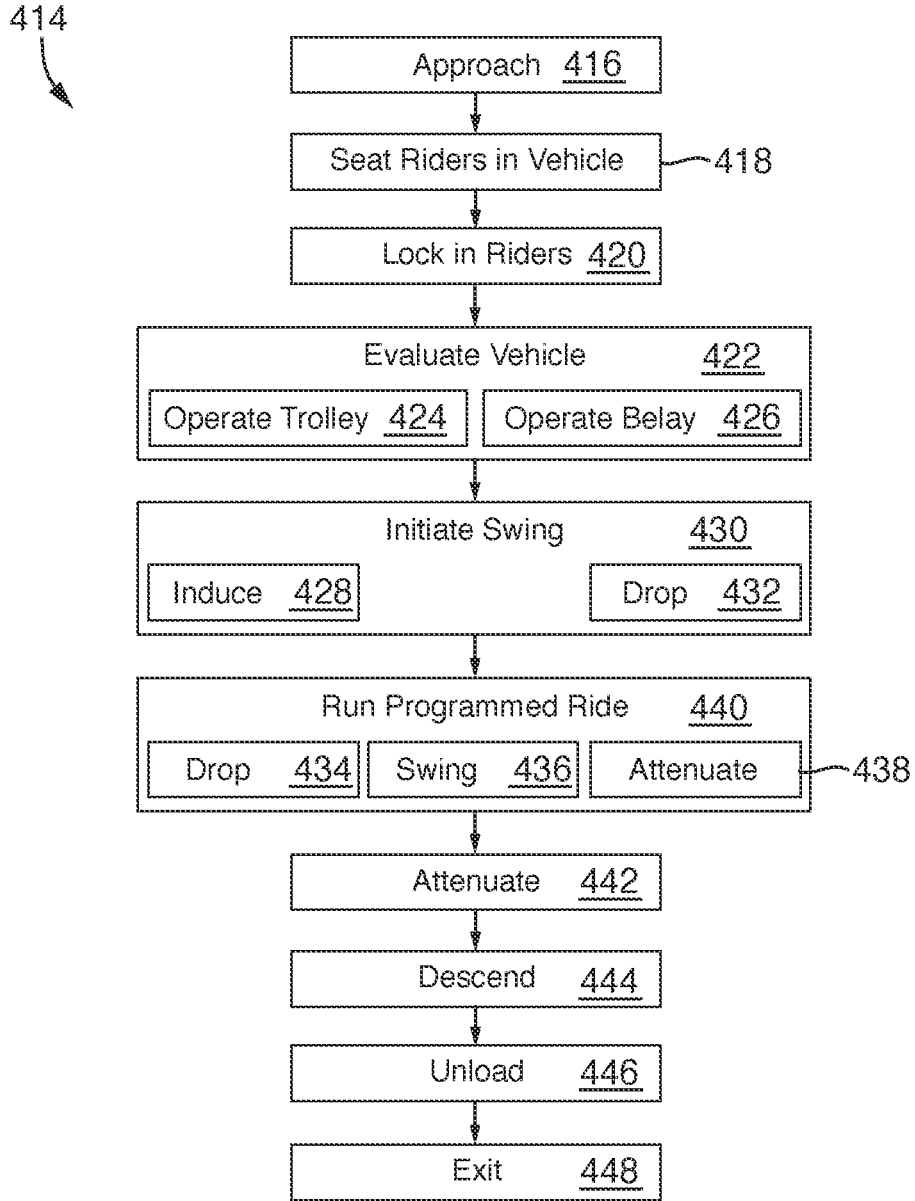 414
Approach 416
Seat Riders in Vehicle 418
Lock in Riders 420
Evaluate Vehicle 422
Operate Trolley 424 Operate Belay 426
Initiate Swing 430
Induce 428 Drop 432
Run Programmed Ride 440
Drop 434 Swing 436 Attenuate 438
Attenuate 442
Descend 444
Unload 446
Exit 448